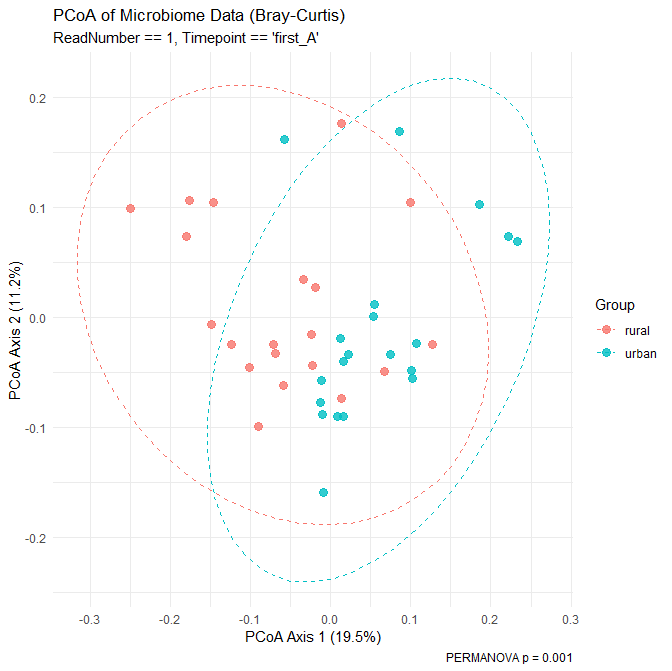 PCoA of Microbiome Data (Bray-Curtis)
ReadNumber == 1, Timepoint == 'first_A'
PCoA Axis 2 (11.2%)
0.2
0.1
0.0
-0.1
-0.2
-0.3
-0.2
-0.1
0.0
0.1
0.2
0.3
PCoA Axis 1 (19.5%)
Group
rural
urban
PERMANOVA p = 0.001